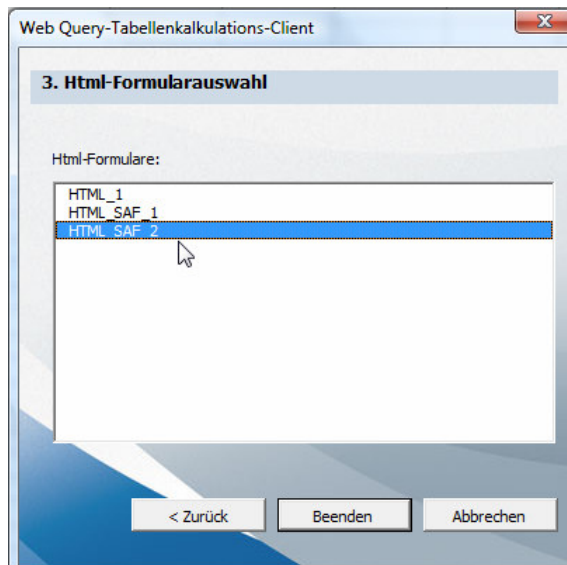 Web Query-Tabellenkalkulations-Client
3. Html-Formularauswahl
Html-Formulare:
HTML_1
HTML_SAF_1
HTML_SAF_2
< Zurück
Beenden
Abbrechen